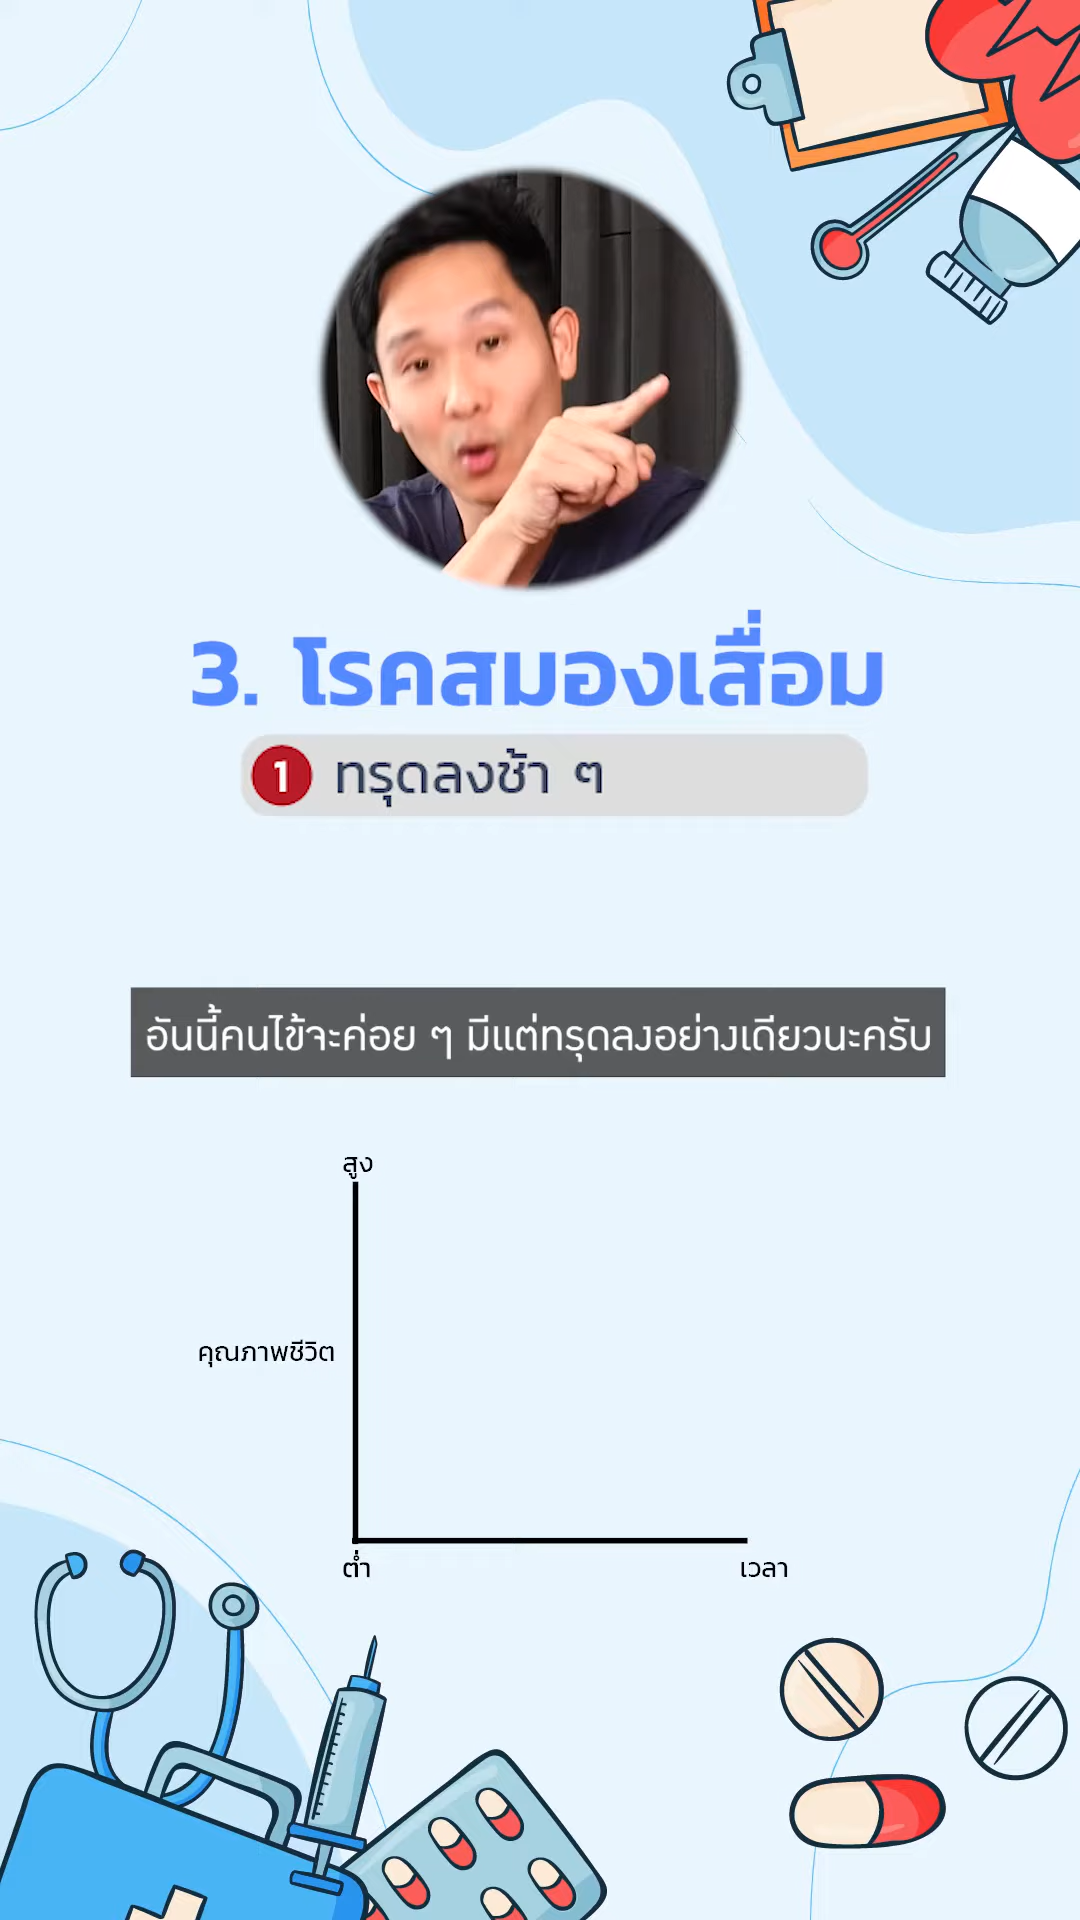 3. โรคสมองเสื่อม
1 ทรุดลงช้า ๆ
อันนี้คนไข้จะค่อย ๆ มีแต่ทรุดลงอย่างเดียวนะครับ
สูง
คุณภาพชีวิต
ต่ำ
เวลา